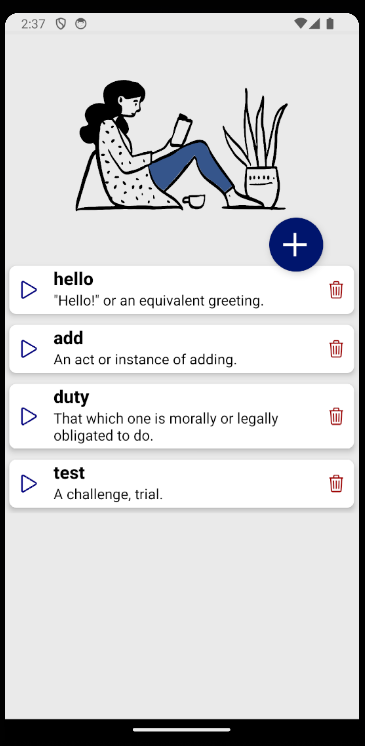 2:37
hello
"Hello!" or an equivalent greeting.
add
An act or instance of adding.
duty
That which one is morally or legally
obligated to do.
test
A challenge, trial.